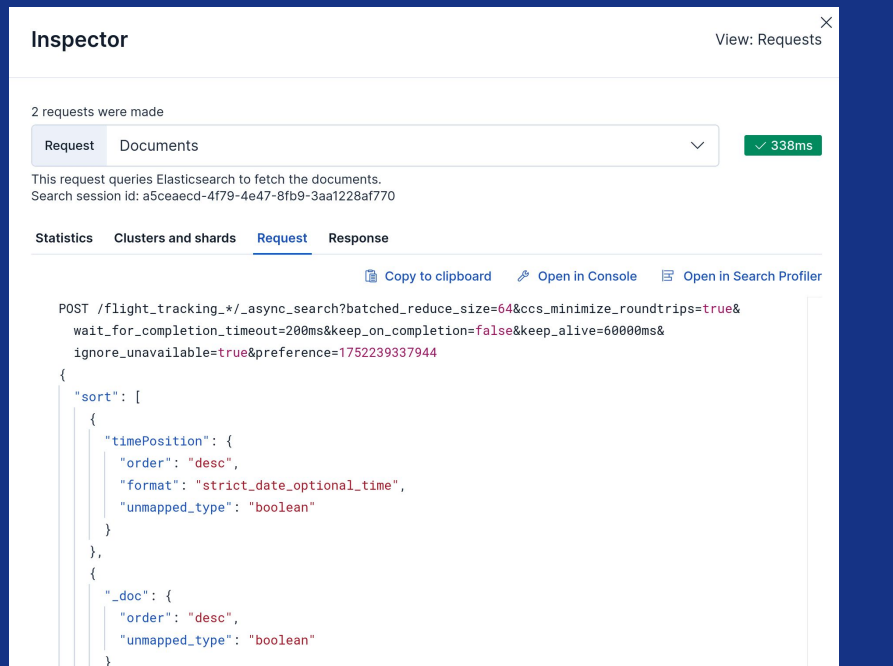 Inspector
View: Requests
2 requests were made
Request Documents 338ms
This request queries Elasticsearch to fetch the documents.
Search session id: a5ceaecd-4f79-4e47-8fb9-3aa1228af770
Statistics Clusters and shards Request Response
Copy to clipboard Open in Console Open in Search Profiler
POST /flight_tracking_*/_async_search?batched_reduce_size=64&ccs_minimize_roundtrips=true&
wait_for_completion_timeout=200ms&keep_on_completion=false&keep_alive=60000ms&
ignore_unavailable=true&preference=1752239337944
{
"sort": [
{
"timePosition": {
"order": "desc",
"format": "strict_date_optional_time",
"unmapped_type": "boolean"
}
},
{
"_doc": {
"order": "desc",
"unmapped_type": "boolean"
}